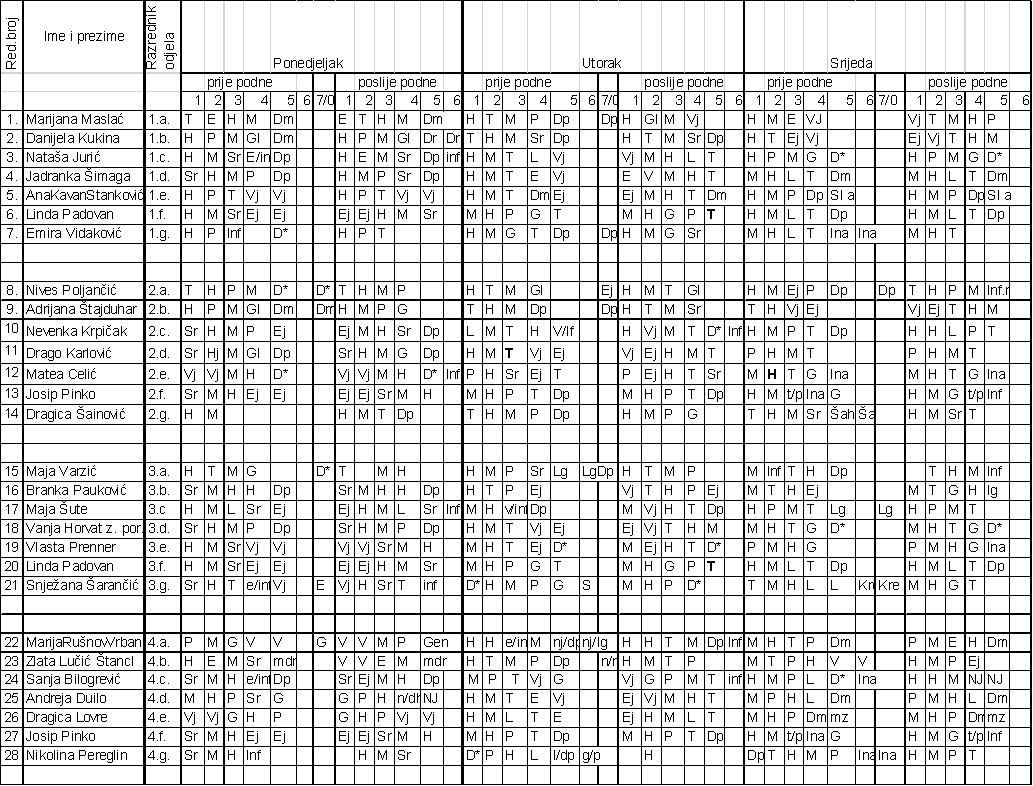 Red.broj Ime i prezime Razrednik odjela Ponedjeljak Utorak Srijeda
prije podne poslije podne prije podne poslije podne prije podne poslije podne
1 2 3 4 5 7/0 1 2 3 4 5 6 1 2 3 4 5 6 7/0 1 2 3 4 5 6 1 2 3 4 5 6 7/0 1 2 3 4 5 6
1. Marijana Maslać 1.a. T E H M Dm E T H M Dm H T M P Dp Dp H Gl M Vj H M E VJ Vj T M H P
2. Danijela Kukina 1.b. H P M Gl Dm H P M Gl Dr Dr T H M Sr Dp H T M Sr Dp H T Ej Vj Ej Vj T H M
3. Nataša Jurić 1.c. H M Sr E/in Dp H E M Sr Dp inf H M T L Vj Vj M H L T H P M G D* H P M G D*
4. Jadranka Šimaga 1.d. Sr H M P Dp H M P Sr Dp H M T E Vj E V M H T M H L T Dm M H L T Dm
5. AnaKavanStanković 1.e. H P T Vj Vj H P T Vj Vj M H T Dm Ej Ej M H T Dm H M P Dp Sl a H M P Dp Sl a
6. Linda Padovan 1.f. H M Sr Ej Ej Ej Ej H M Sr M H P G T M H G P T H M L T Dp H M L T Dp
7. Emira Vidaković 1.g. H P Inf D* H P T H M G T Dp Dp H M G Sr M H L T Ina Ina M H T
8. Nives Poljančić 2.a. T H P M D* D* T H M P H T M Gl Ej H M T Gl H M Ej P Dp Dp T H P M Inf.r
9. Adrijana Štajduhar 2.b. H P M Gl Dm Dm H M P G T H M Dp Dp H T M Sr T H Vj Ej Vj Ej T H M
10 Nevenka Krpičak 2.c. Sr H M P Ej Ej M H Sr Dp L M T H V/If H Vj M T D* Inf H M P T Dp H H L P T
11 Drago Karlović 2.d. Sr Hj M Gl Dp Sr H M G Dp H M T Vj Ej Vj Ej H M T P H M T P H M T
12 Matea Celić 2.e. Vj Vj M H D* Vj Vj M H D* Inf H P Sr Ej T P Ej H T Sr M H T G Ina M H T G Ina
13 Josip Pinko 2.f. Sr M H Ej Ej Ej Ej Sr M H M H P T Dp M H P T Dp H M t/p Ina G H M G t/p Inf
14 Dragica Šainović 2.g. H M H M T Dp T H M P Dp H M P G T H M Sr Šah Ša H M Sr T
15 Maja Varzić 3.a. H T M G D* T M H H M P Sr Lg Lg Dp H T M P M Inf T H Dp T H M Inf
16 Branka Pauković 3.b. Sr M H H Dp Sr M H H Dp H T P Ej Vj T H P Ej M T H Ej M T G H Ig
17 Maja Šute 3.c H M L Sr Ej Ej H M L Sr Inf M H v/inf Dp M Vj H T Dp H P M T Lg Lg H P M T
18 Vanja Horvat z. por. 3.d. Sr H M P Dp Sr H M P Dp H M T Vj Ej Ej Vj T H M M H T G D* M H T G D*
19 Vlasta Prenner 3.e. H M Sr Vj Vj Vj Vj Sr M H M H T Ej D* M Ej H T D* P M H G P M H G Ina
20 Linda Padovan 3.f. H M Sr Ej Ej Ej Ej H M Sr M H P G T M H G P T H M L T Dp H M L T Dp
21 Snježana Šarančić 3.g. Sr H T e/inf Vj E Vj H Sr T inf D* H M P G S M H P D* T M H L L Kre Kre M H G T
22 MarijaRušnovVrban 4.a. P M G V V G V V M P Gen H H e/in M nj/dp nj/Ig H H T M Dp Inf M H T P Dm P M E H Dm
23 Zlata Lučić Štancl 4.b. H E M Sr mdr V V E M mdr H T M P Dp n/r H M T P M T P H V V H M P Ej
24 Sanja Bilogrević 4.c. Sr M H e/inf Dp Sr Ej M H Dp M P T Vj G Vj G P M T inf H M P L D* Ina H H M NJ NJ
25 Andreja Duilo 4.d. M H P Sr G G P H n/dh NJ H M T E Vj Ej Vj M H T M P H L Dm P M H L Dm
26 Dragica Lovre 4.e. Vj Vj G H P G H P Vj Vj H M L T E Ej H M L T M H P Dm mz M H P Dm mz
27 Josip Pinko 4.f. Sr M H Ej Ej Ej Ej Sr M H M H P T Dp M H P T Dp H M t/p Ina G H M G t/p Inf
28 Nikolina Pereglin 4.g. Sr M H Inf H M Sr D* P H L l/dp g/p H Dp T H M P Ina Ina H M P T